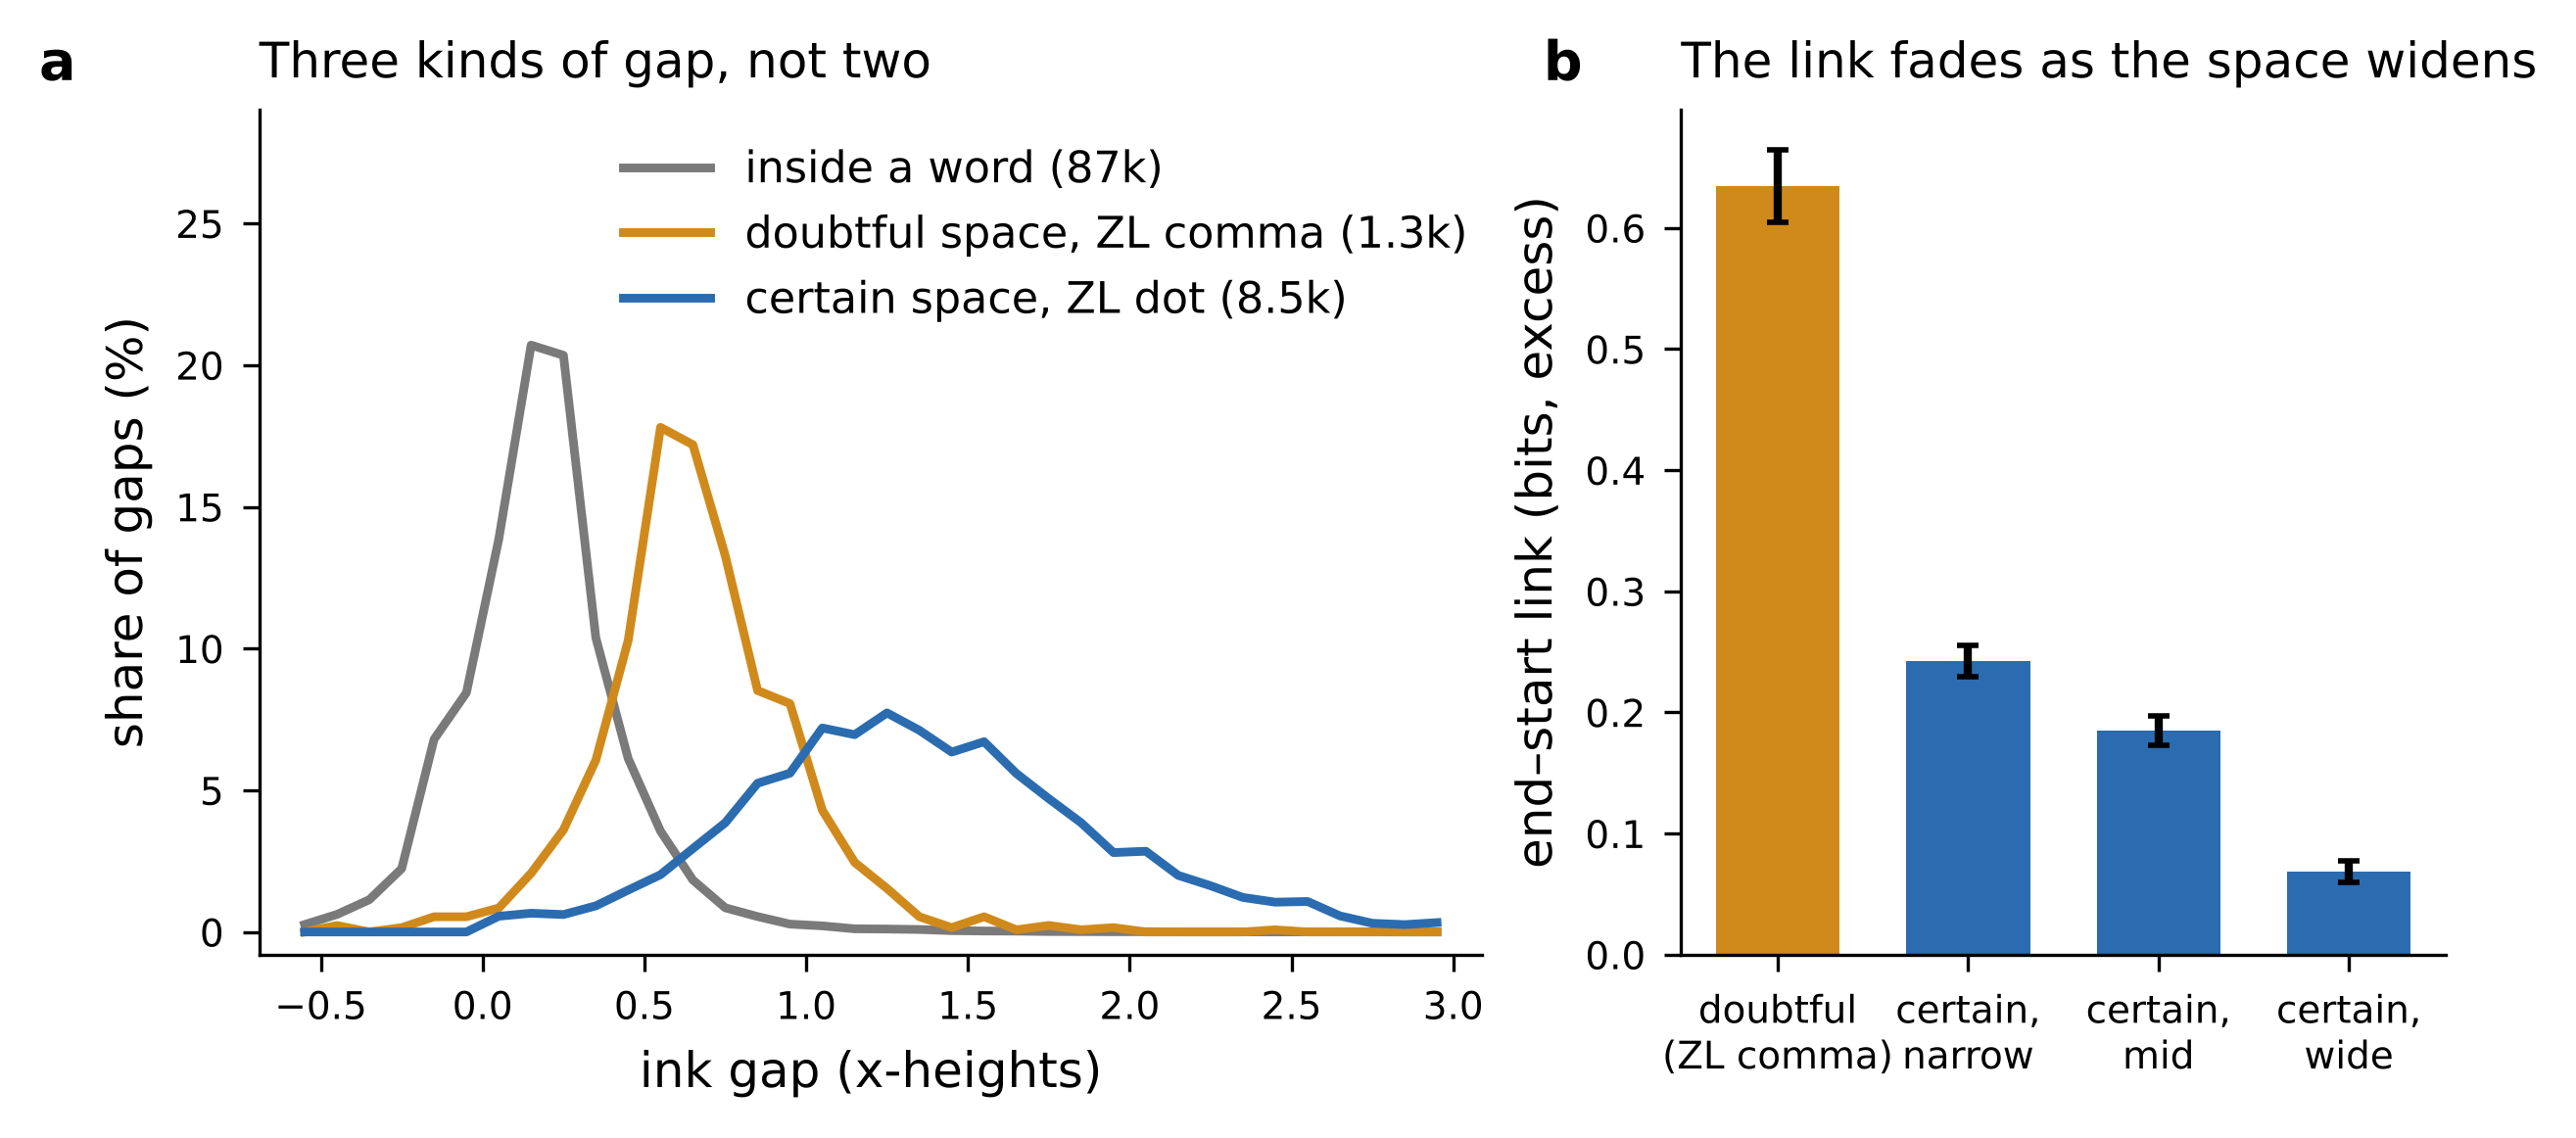 a
Three kinds of gap, not two
inside a word (87k)
doubtful space, ZL comma (1.3k)
certain space, ZL dot (8.5k)
share of gaps (%)
25
20
15
10
5
0
−0.5 0.0 0.5 1.0 1.5 2.0 2.5 3.0
ink gap (x-heights)
b
The link fades as the space widens
end–start link (bits, excess)
0.6
0.5
0.4
0.3
0.2
0.1
0.0
doubtful
(ZL comma)
certain,
narrow
certain,
mid
certain,
wide